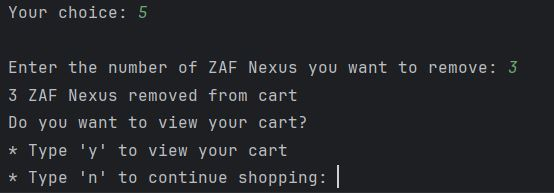 Your choice: 5
Enter the number of ZAF Nexus you want to remove: 3
3 ZAF Nexus removed from cart
Do you want to view your cart?
* Type 'y' to view your cart
* Type 'n' to continue shopping: